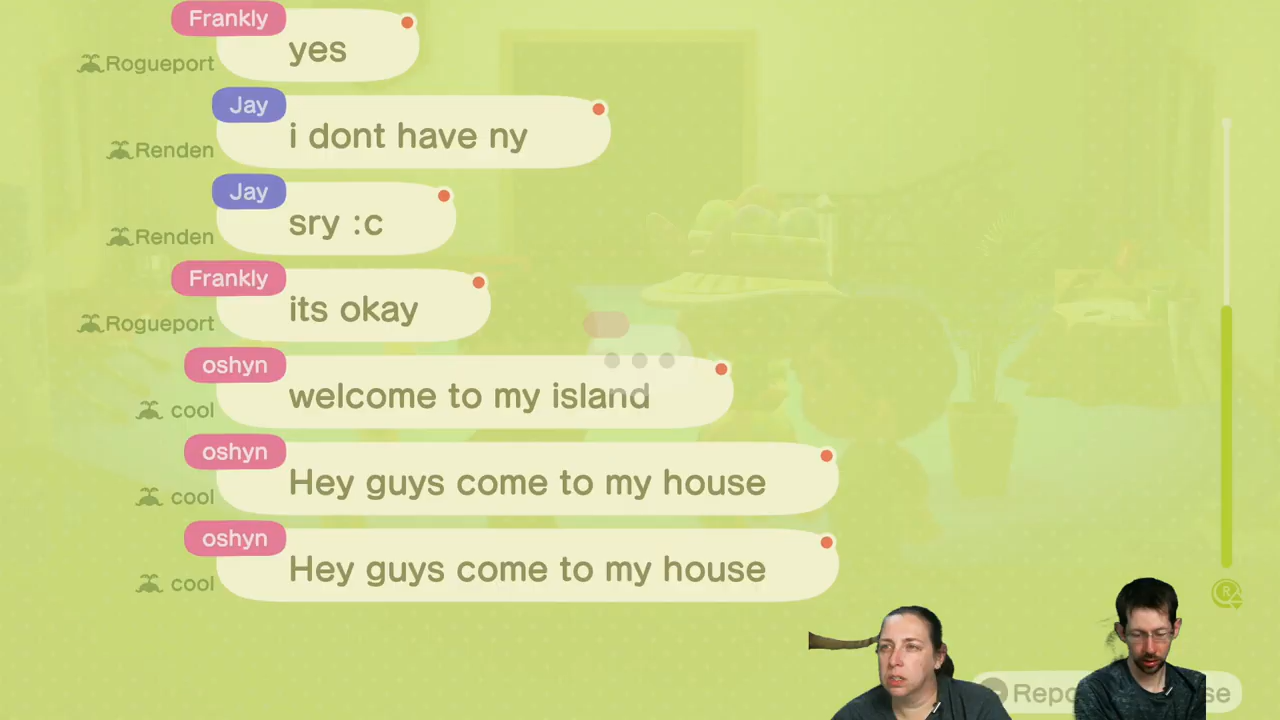 Frankly
yes
Rogueport
Jay
i dont have ny
Renden
Jay
sry :c
Renden
Frankly
its okay
Rogueport
oshyn
welcome to my island
cool
oshyn
Hey guys come to my house
cool
oshyn
Hey guys come to my house
cool
R